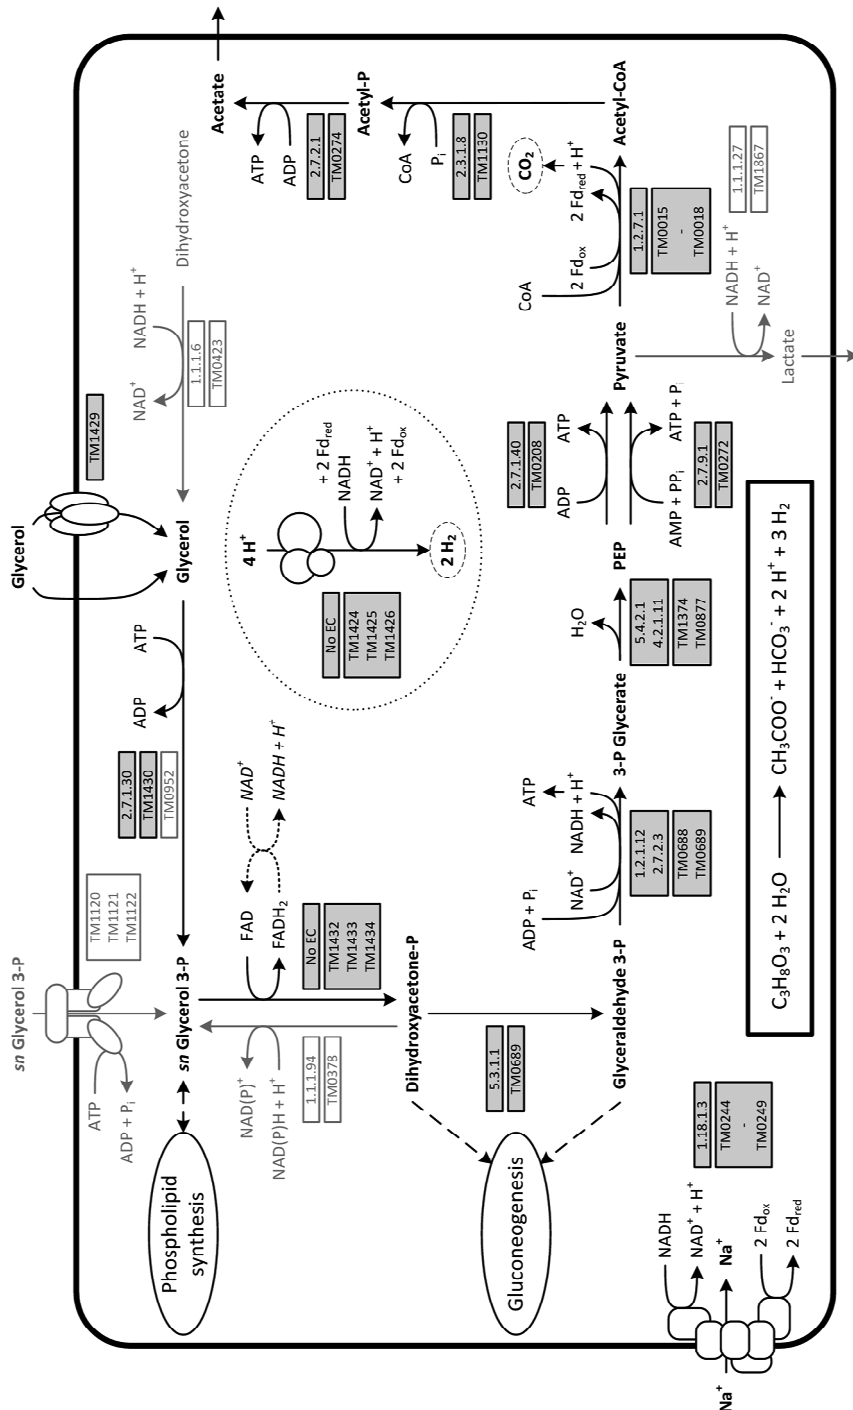 sn Glycerol 3-P
ATP
ADP + Pi
TM1120
TM1121
TM1122
Phospholipid
synthesis
sn Glycerol 3-P
2.7.1.30
TM1430
TM0952
ADP
ATP
Glycerol
Glycerol
TM1429
NAD⁺
NADH + H⁺
1.1.1.6
TM0423
Dihydroxyacetone
Acetate
NAD(P)⁺
NAD(P)H + H⁺
1.1.1.94
TM0378
FAD
FADH₂
NAD⁺
NADH + H⁺
No EC
TM1432
TM1433
TM1434
4 H⁺
+ 2 Fdred
NADH
NAD⁺ + H⁺
+ 2 Fdox
2 H₂
No EC
TM1424
TM1425
TM1426
ATP
ADP
2.7.2.1
TM0274
Acetyl-P
CoA
Pi
2.3.1.8
TM1130
Dihydroxyacetone-P
Gluconeogenesis
5.3.1.1
TM0689
Glyceraldehyde 3-P
ADP + Pi
NAD⁺
NADH + H⁺
ATP
1.2.1.12
2.7.2.3
TM0688
TM0689
3-P Glycerate
H₂O
5.4.2.1
4.2.1.11
TM1374
TM0877
PEP
2.7.1.40
TM0208
ADP
ATP
AMP + PPi
ATP + Pi
2.7.9.1
TM0272
Pyruvate
CoA
2 Fdox
2 Fdred + H⁺
CO₂
1.2.7.1
TM0015
-
TM0018
Acetyl-CoA
NADH + H⁺
NAD⁺
1.1.1.27
TM1867
Lactate
Na⁺
Na⁺
NADH
NAD⁺ + H⁺
2 Fdox
2 Fdred
1.18.1.3
TM0244
-
TM0249
C₃H₈O₃ + 2 H₂O ⟶ CH₃COO⁻ + HCO₃⁻ + 2 H⁺ + 3 H₂